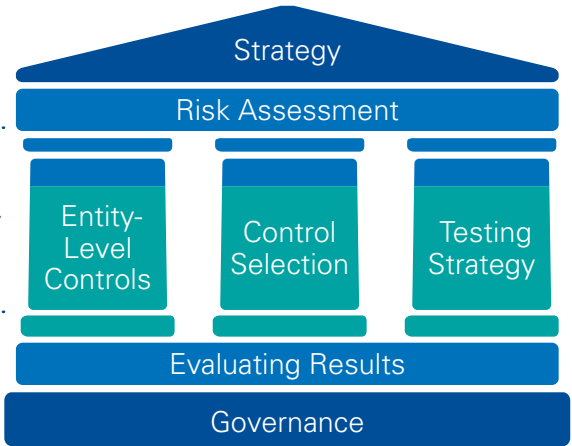 Strategy
Risk Assessment
Entity-
Level
Controls
Control
Selection
Testing
Strategy
Evaluating Results
Governance